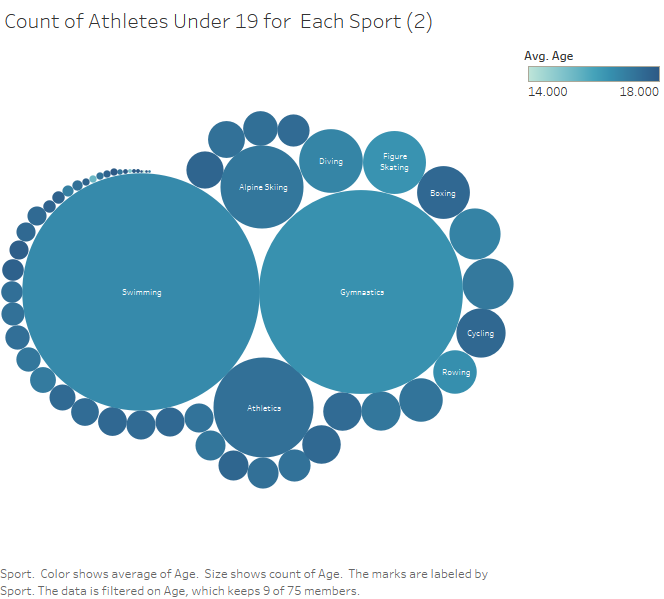 Count of Athletes Under 19 for Each Sport (2)
Avg. Age
14.000 18.000
Diving
Figure
Skating
Alpine Skiing
Boxing
Swimming
Gymnastics
Cycling
Rowing
Athletics
Sport. Color shows average of Age. Size shows count of Age. The marks are labeled by
Sport. The data is filtered on Age, which keeps 9 of 75 members.